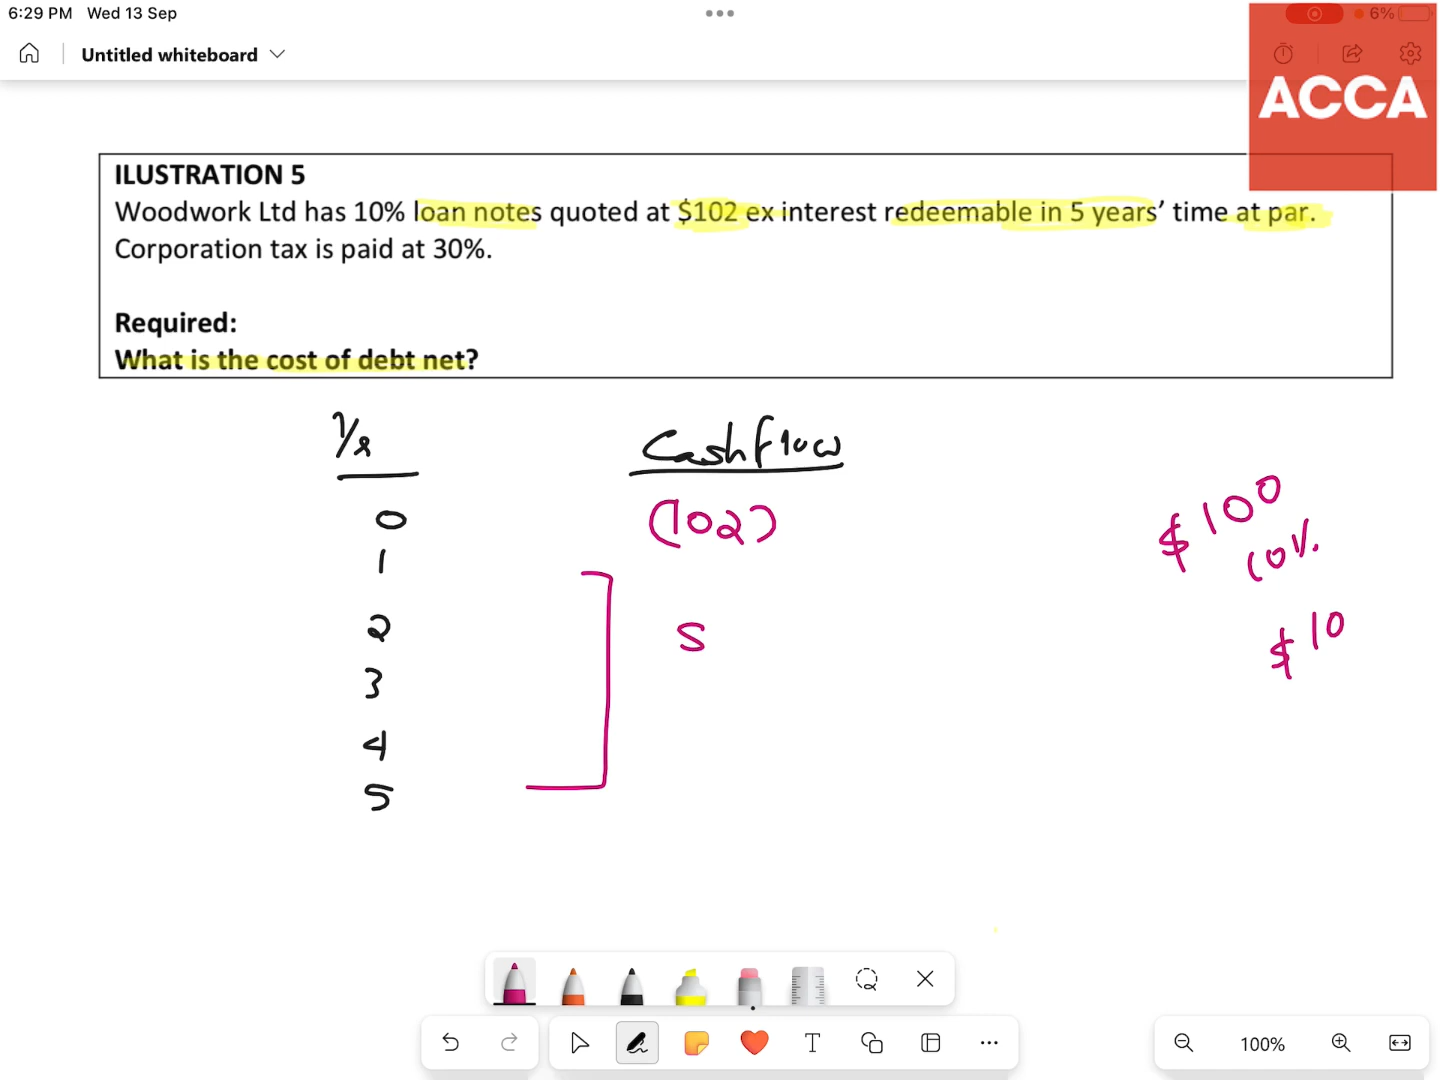 6:29 PM Wed 13 Sep
6%
Untitled whiteboard
ACCA
ILUSTRATION 5
Woodwork Ltd has 10% loan notes quoted at $102 ex interest redeemable in 5 years' time at par.
Corporation tax is paid at 30%.
Required:
What is the cost of debt net?
Yr
Cashflow
0
(102)
1
2
S
3
4
5
$100
10%
$10
T
100%